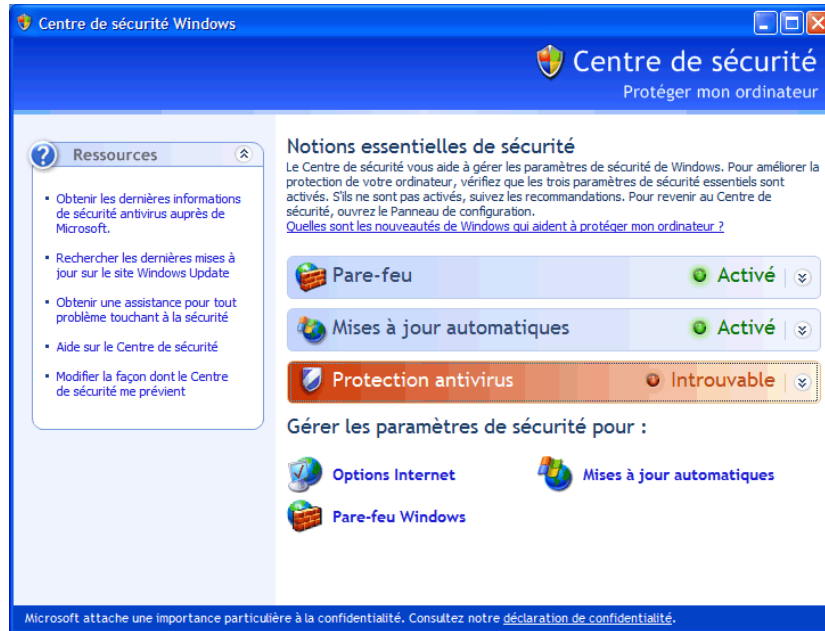 Centre de sécurité Windows
Centre de sécurité
Protéger mon ordinateur
Ressources
Obtenir les dernières informations
de sécurité antivirus auprès de
Microsoft.
Rechercher les dernières mises à
jour sur le site Windows Update
Obtenir une assistance pour tout
problème touchant à la sécurité
Aide sur le Centre de sécurité
Modifier la façon dont le Centre
de sécurité me prévient
Notions essentielles de sécurité
Le Centre de sécurité vous aide à gérer les paramètres de sécurité de Windows. Pour améliorer la
protection de votre ordinateur, vérifiez que les trois paramètres de sécurité essentiels sont
activés. S'ils ne sont pas activés, suivez les recommandations. Pour revenir au Centre de
sécurité, ouvrez le Panneau de configuration.
Quelles sont les nouveautés de Windows qui aident à protéger mon ordinateur ?
Pare-feu Activé
Mises à jour automatiques Activé
Protection antivirus Introuvable
Gérer les paramètres de sécurité pour :
Options Internet Mises à jour automatiques
Pare-feu Windows
Microsoft attache une importance particulière à la confidentialité. Consultez notre déclaration de confidentialité.